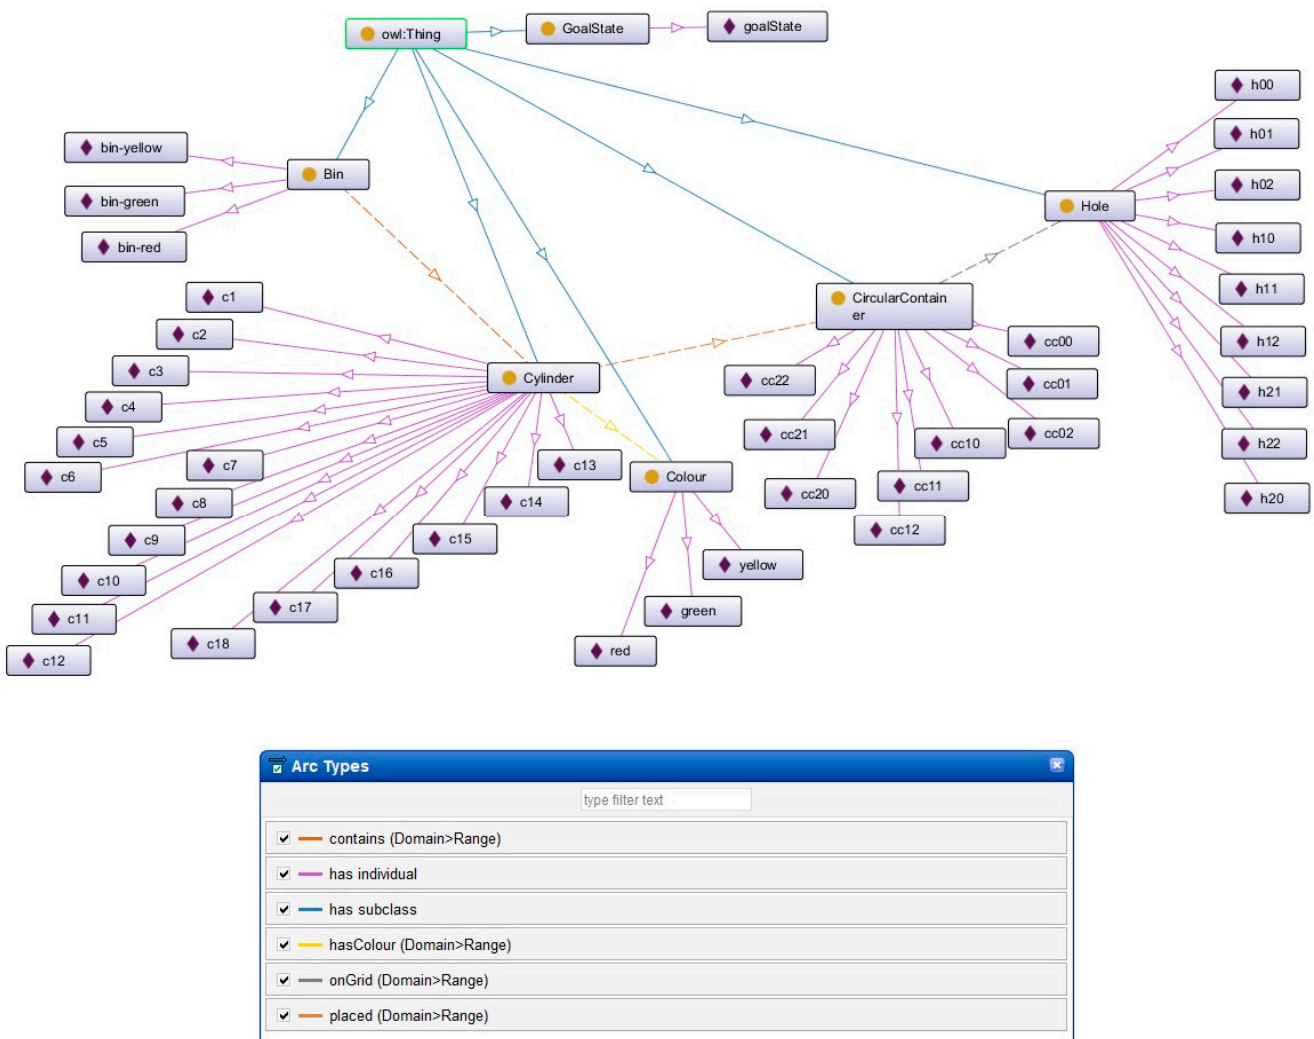 owl:Thing
GoalState
goalState
h00
h01
bin-yellow
Bin
h02
bin-green
Hole
h10
bin-red
h11
c1
CircularContain
er
c2
h12
cc00
c3
Cylinder
cc22
cc01
h21
c4
c5
cc21
cc10
cc02
h22
c6
c7
c13
Colour
cc20
cc11
h20
c8
c14
cc12
c9
c15
yellow
c10
c16
c11
c17
green
c18
red
c12
Arc Types
type filter text
contains (Domain>Range)
has individual
has subclass
hasColour (Domain>Range)
onGrid (Domain>Range)
placed (Domain>Range)